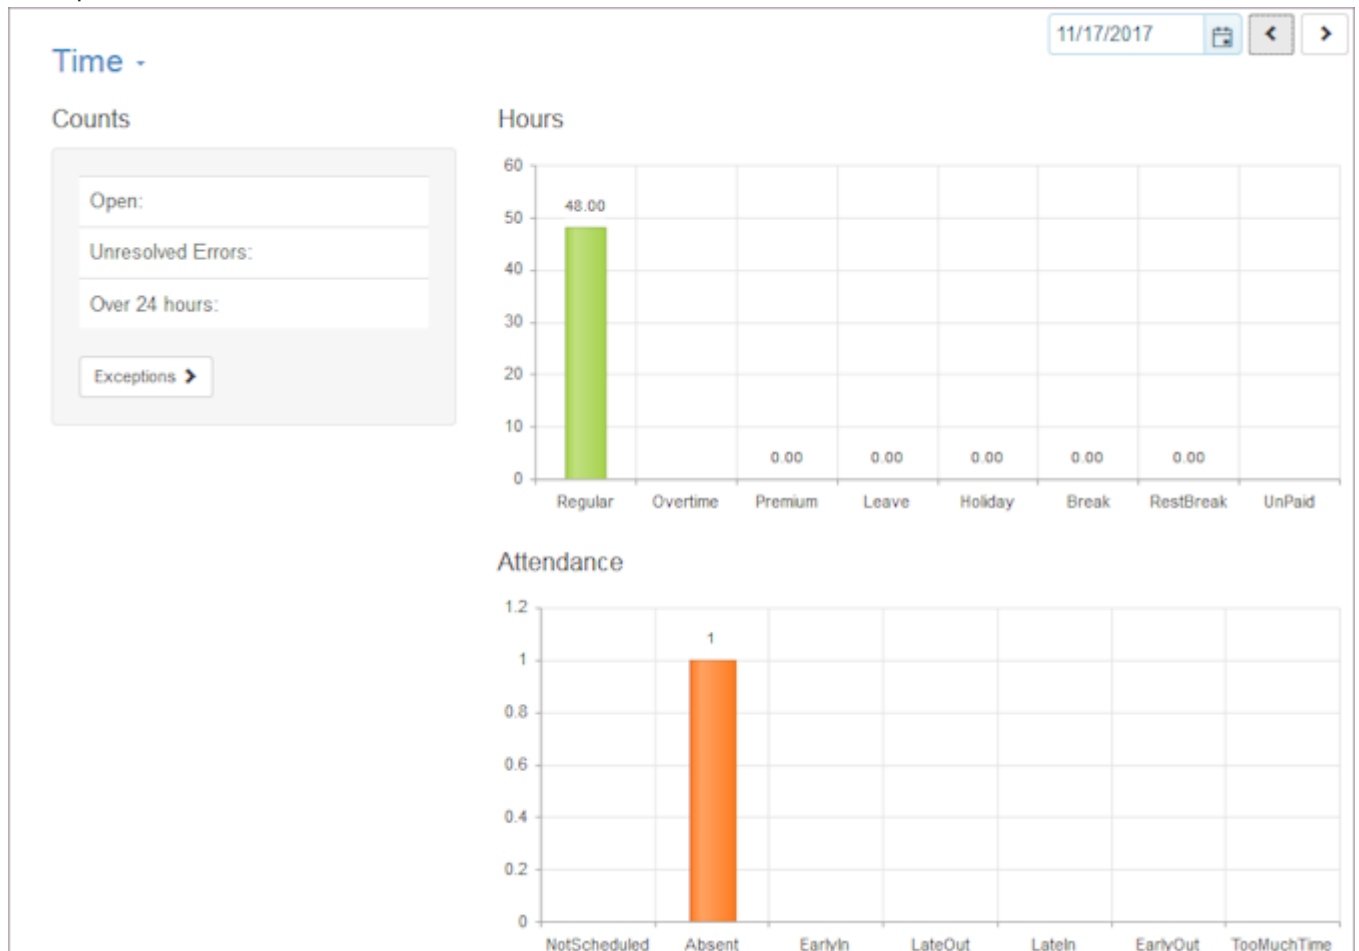 11/17/2017
Time
Counts
Open:
Unresolved Errors:
Over 24 hours:
Exceptions
Hours
60
50
40
30
20
10
0
48.00
0.00 0.00 0.00 0.00 0.00
Regular Overtime Premium Leave Holiday Break RestBreak UnPaid
Attendance
1.2
1
0.8
0.6
0.4
0.2
0
1
NotScheduled Absent EarlyIn LateOut LateIn EarlyOut TooMuchTime